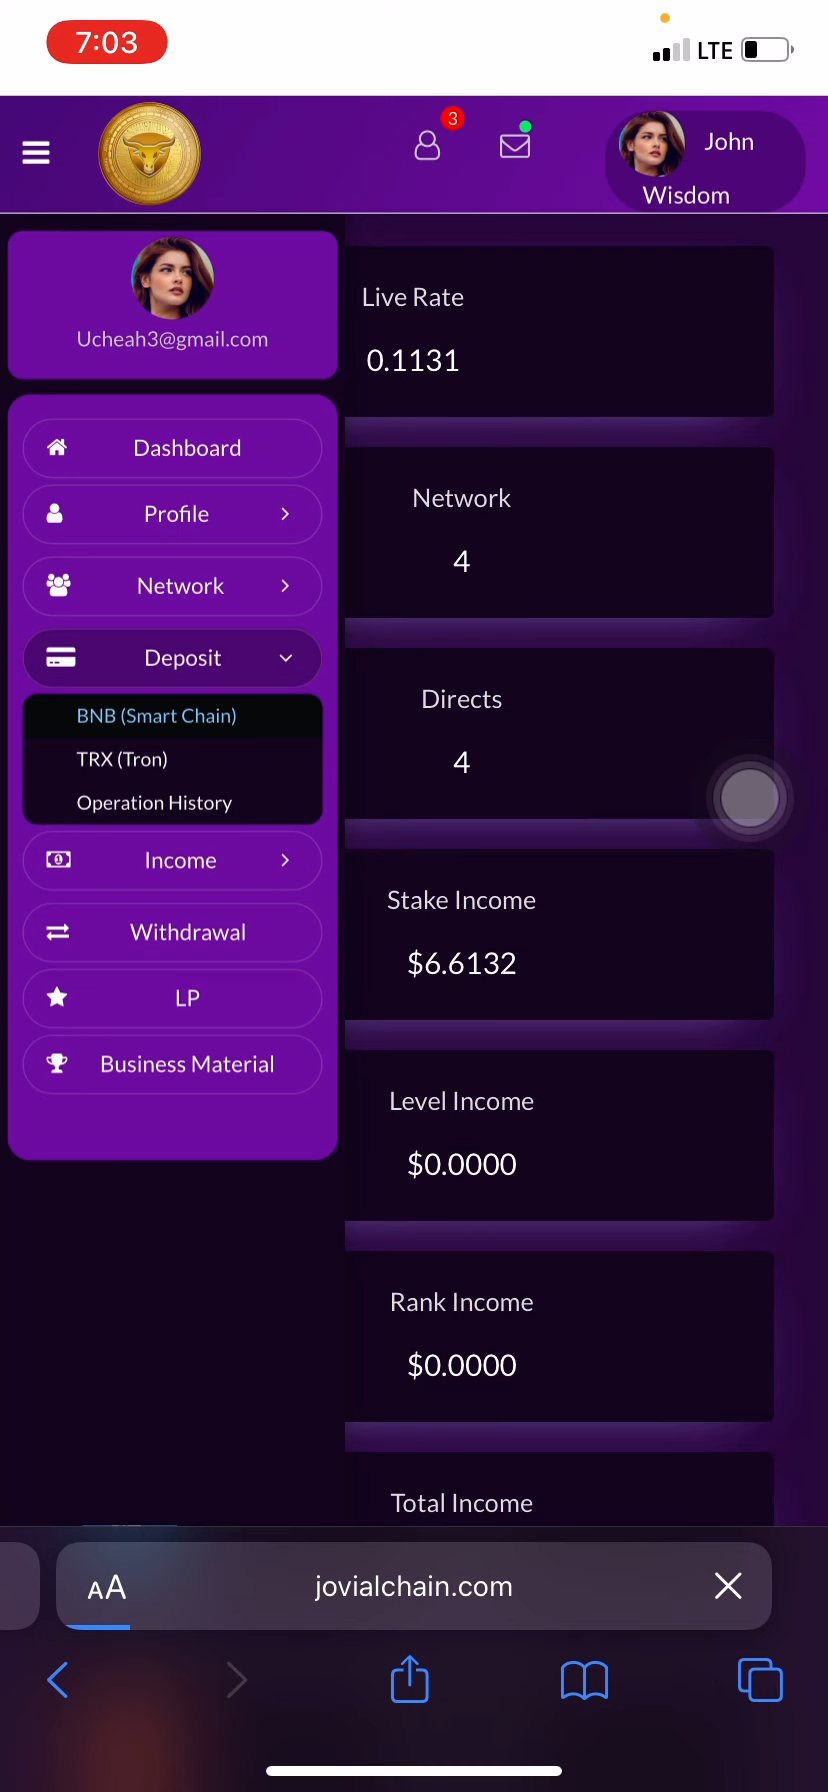 7:03
LTE
3
John
Wisdom
Ucheah3@gmail.com
Dashboard
Profile
Network
Deposit
BNB (Smart Chain)
TRX (Tron)
Operation History
Income
Withdrawal
LP
Business Material
Live Rate
0.1131
Network
4
Directs
4
Stake Income
$6.6132
Level Income
$0.0000
Rank Income
$0.0000
Total Income
AA
jovialchain.com